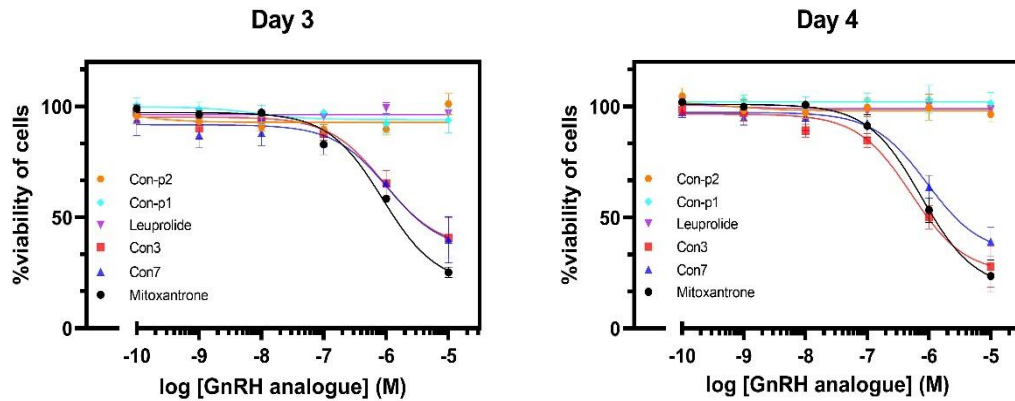 Day 3
%viability of cells
100
50
0
Con-p2
Con-p1
Leuprolide
Con3
Con7
Mitoxantrone
-10 -9 -8 -7 -6 -5
log [GnRH analogue] (M)
Day 4
%viability of cells
100
50
0
Con-p2
Con-p1
Leuprolide
Con3
Con7
Mitoxantrone
-10 -9 -8 -7 -6 -5
log [GnRH analogue] (M)